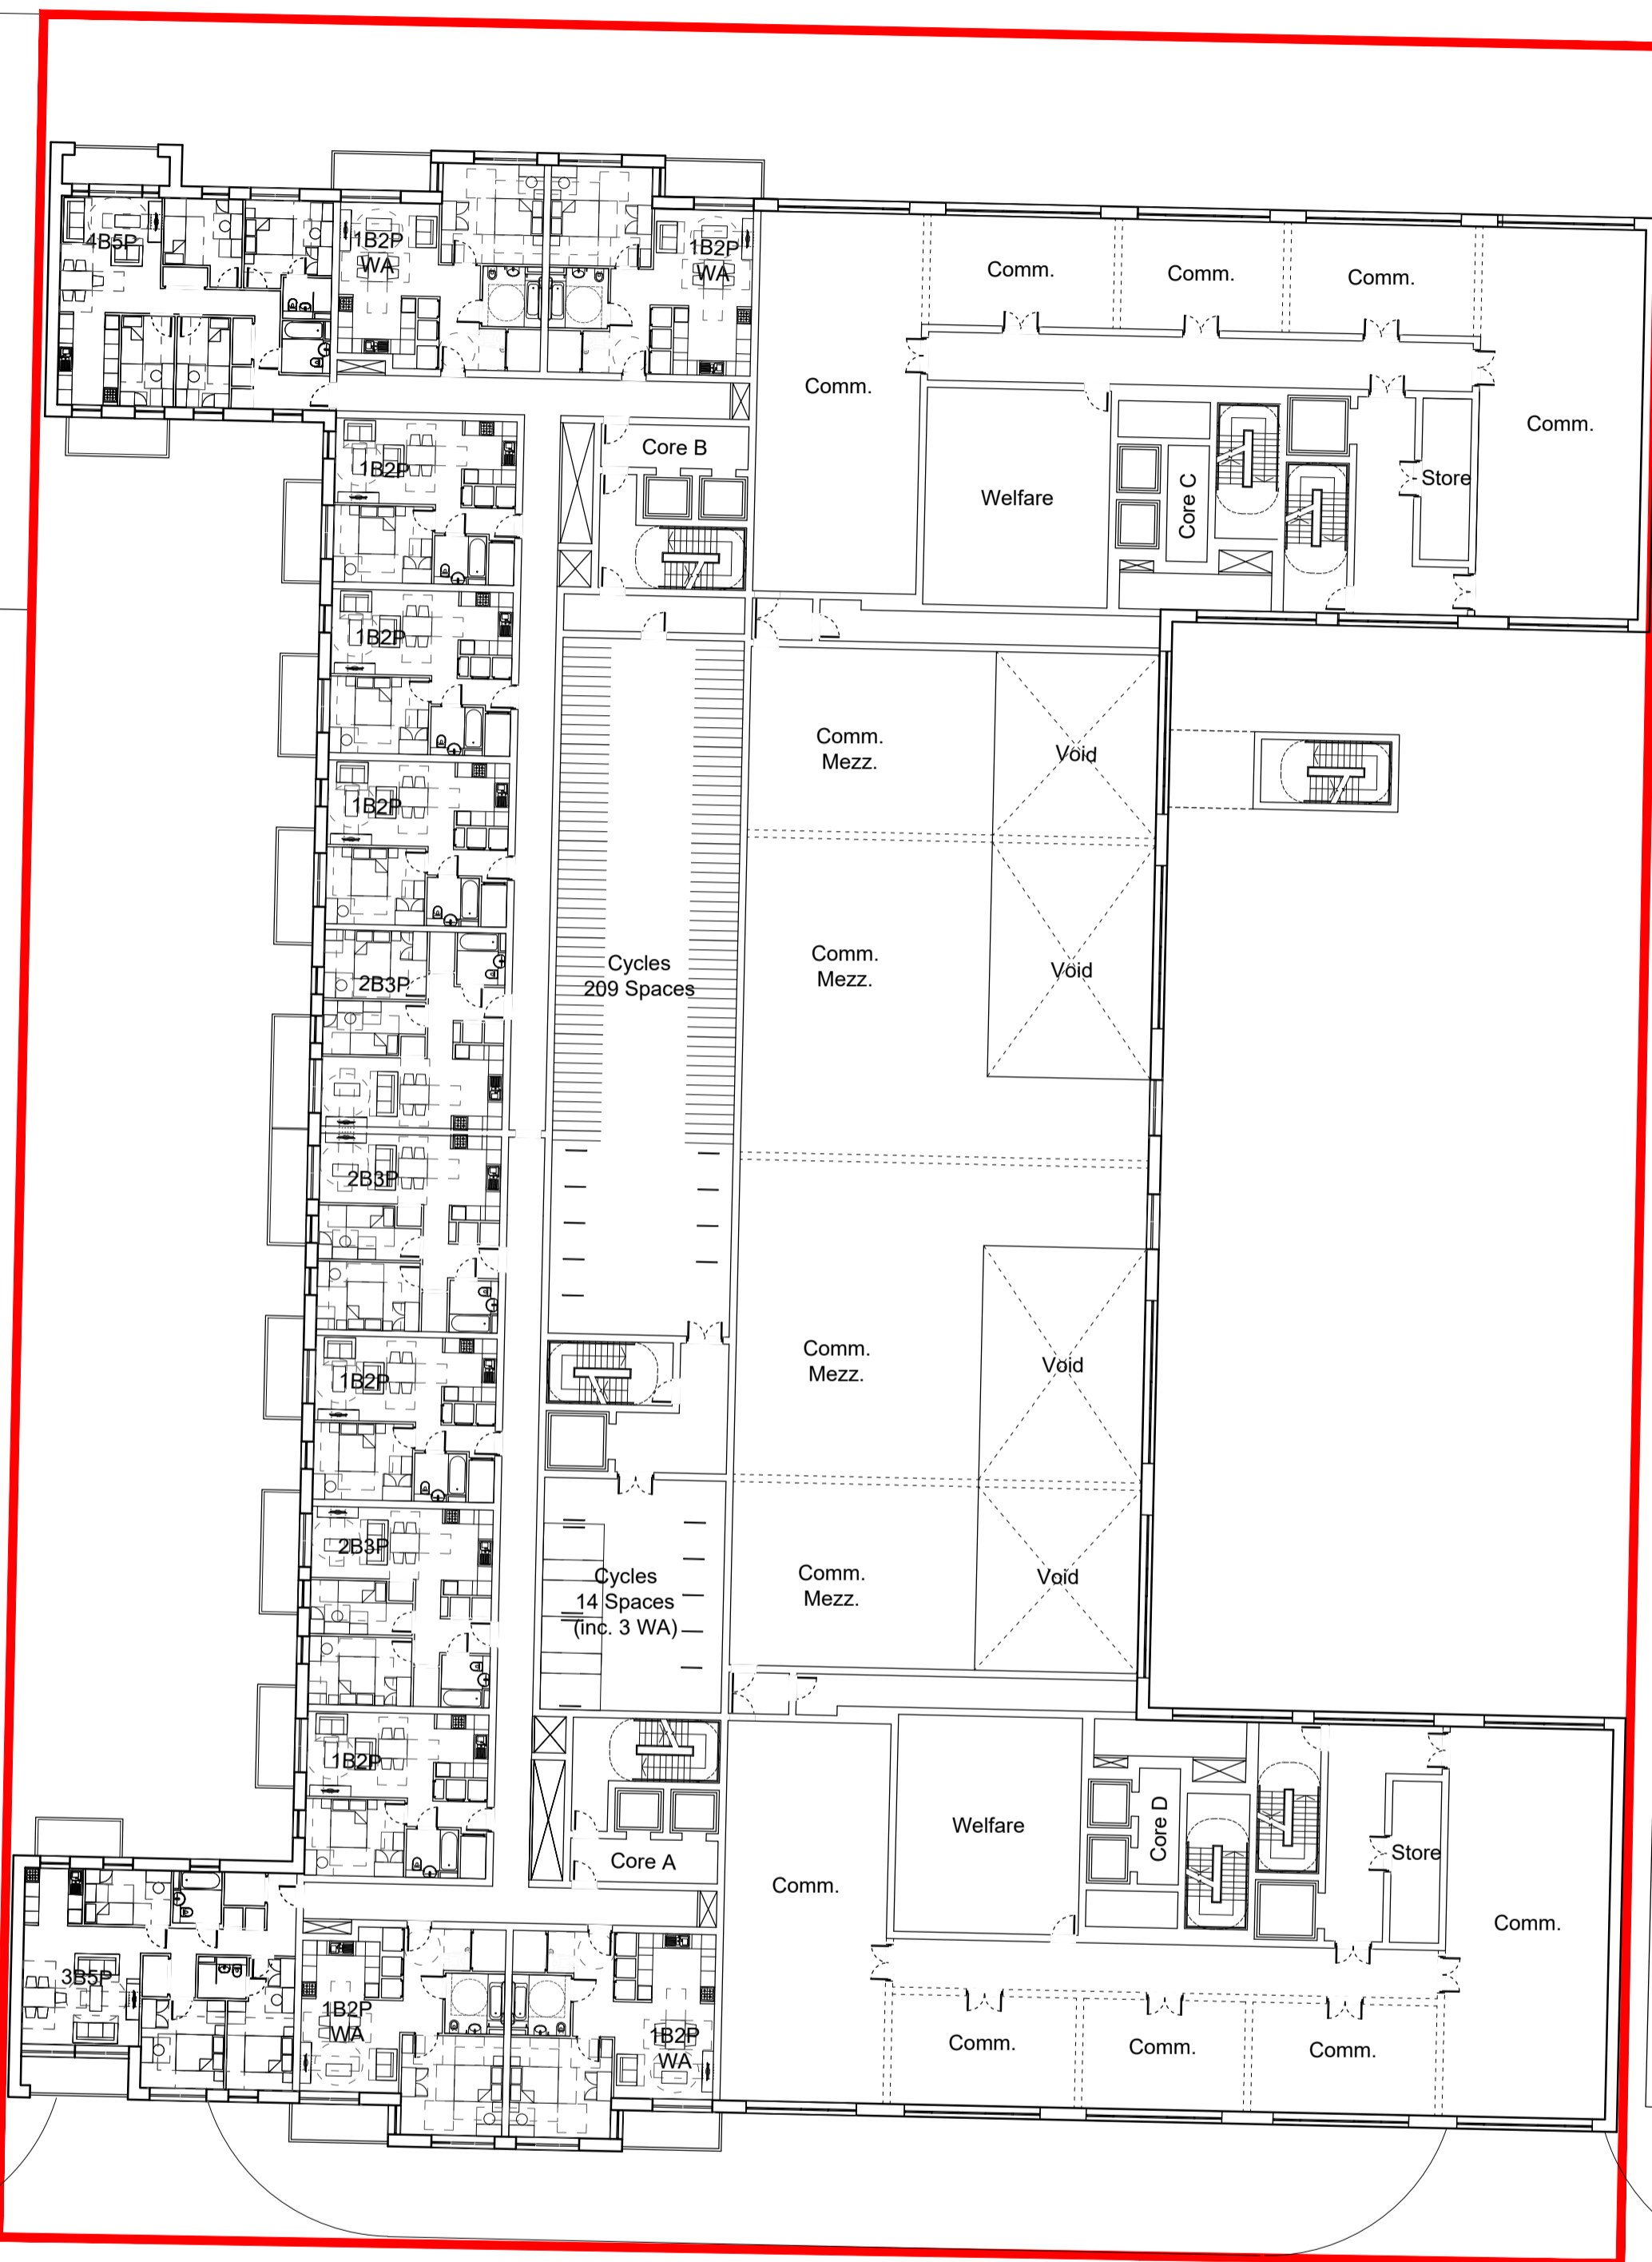 4B5P
1B2P
WA
1B2P
WA
Comm.
Comm.
Comm.
Comm.
Comm.
Core B
1B2P
Welfare
Core C
Store
1B2P
Comm.
Mezz.
Void
1B2P
Cycles
209 Spaces
Comm.
Mezz.
Void
2B3P
2B3P
1B2P
Comm.
Mezz.
Void
2B3P
Cycles
14 Spaces
(inc. 3 WA)
Comm.
Mezz.
Void
1B2P
Core A
Welfare
Core D
Store
Comm.
Comm.
3B5P
1B2P
WA
1B2P
WA
Comm.
Comm.
Comm.